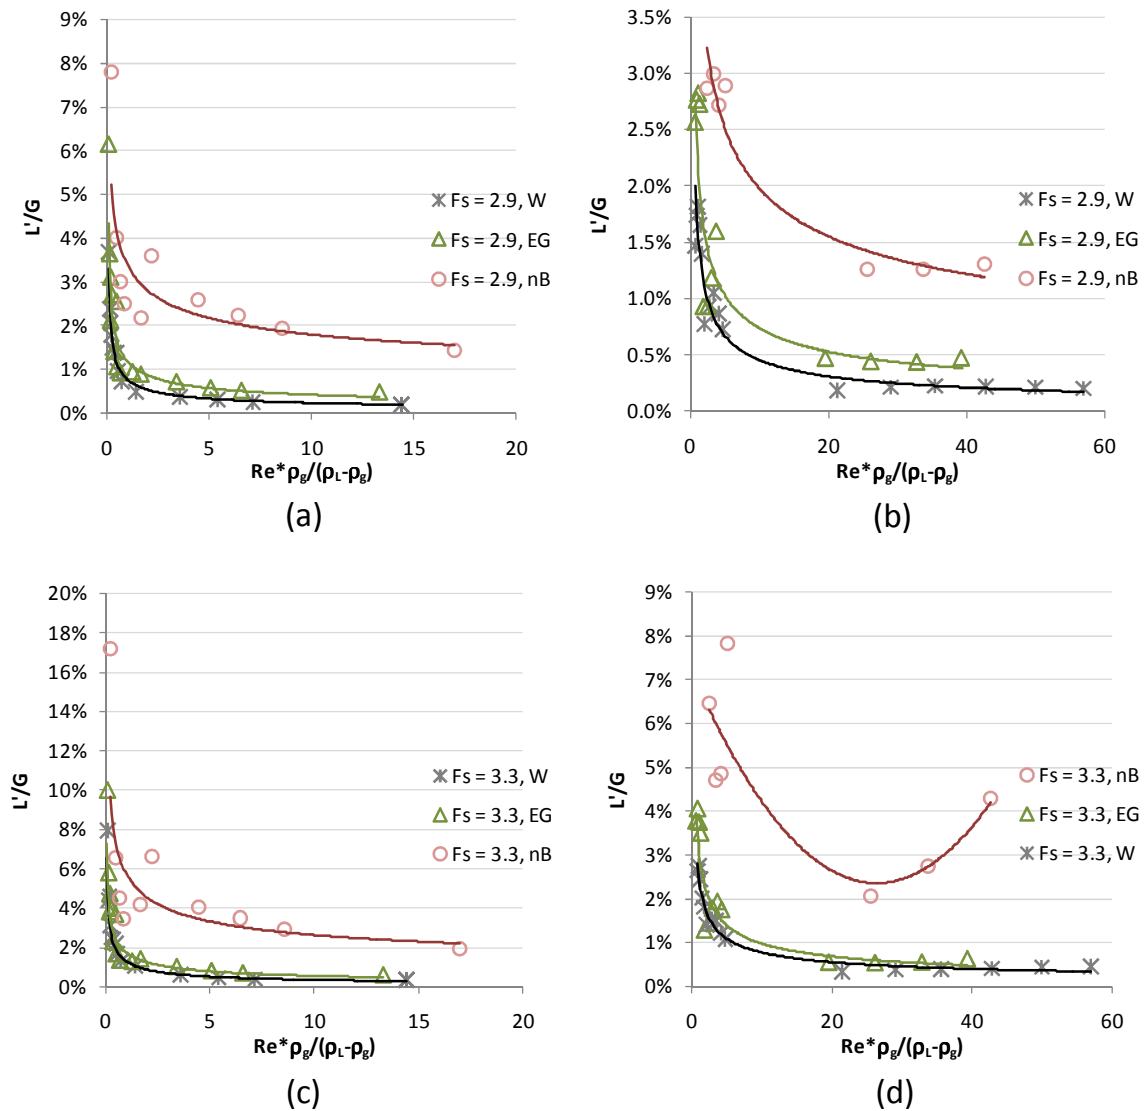 9%
8%
7%
6%
5%
4%
3%
2%
1%
0%
L'/G
0 5 10 15 20
Re*ρg/(ρL-ρg)
Fs = 2.9, W
Fs = 2.9, EG
Fs = 2.9, nB
(a)
3.5%
3.0%
2.5%
2.0%
1.5%
1.0%
0.5%
0.0%
L'/G
0 20 40 60
Re*ρg/(ρL-ρg)
Fs = 2.9, W
Fs = 2.9, EG
Fs = 2.9, nB
(b)
20%
18%
16%
14%
12%
10%
8%
6%
4%
2%
0%
L'/G
0 5 10 15 20
Re*ρg/(ρL-ρg)
Fs = 3.3, W
Fs = 3.3, EG
Fs = 3.3, nB
(c)
9%
8%
7%
6%
5%
4%
3%
2%
1%
0%
L'/G
0 20 40 60
Re*ρg/(ρL-ρg)
Fs = 3.3, nB
Fs = 3.3, EG
Fs = 3.3, W
(d)